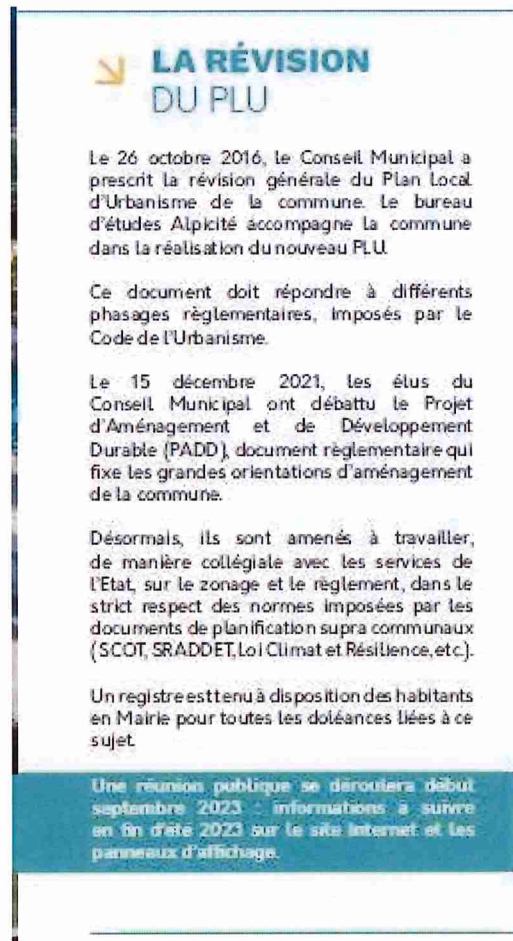 LA RÉVISION
DU PLU
Le 26 octobre 2016, le Conseil Municipal a
prescrit la révision générale du Plan Local
d'Urbanisme de la commune. Le bureau
d'études Alpicité accompagne la commune
dans la réalisation du nouveau PLU.
Ce document doit répondre à différents
phasages règlementaires, imposés par le
Code de l'Urbanisme.
Le 15 décembre 2021, les élus du
Conseil Municipal ont débattu le Projet
d'Aménagement et de Développement
Durable (PADD), document règlementaire qui
fixe les grandes orientations d'aménagement
de la commune.
Désormais, ils sont amenés à travailler,
de manière collégiale avec les services de
l'Etat, sur le zonage et le règlement, dans le
strict respect des normes imposées par les
documents de planification supra communaux
(SCOT, SRADDET, Loi Climat et Résilience, etc.).
Un registre est tenu à disposition des habitants
en Mairie pour toutes les doléances liées à ce
sujet.
Une réunion publique se déroulera début
septembre 2023 : informations à suivre
en fin d'été 2023 sur le site internet et les
panneaux d'affichage.